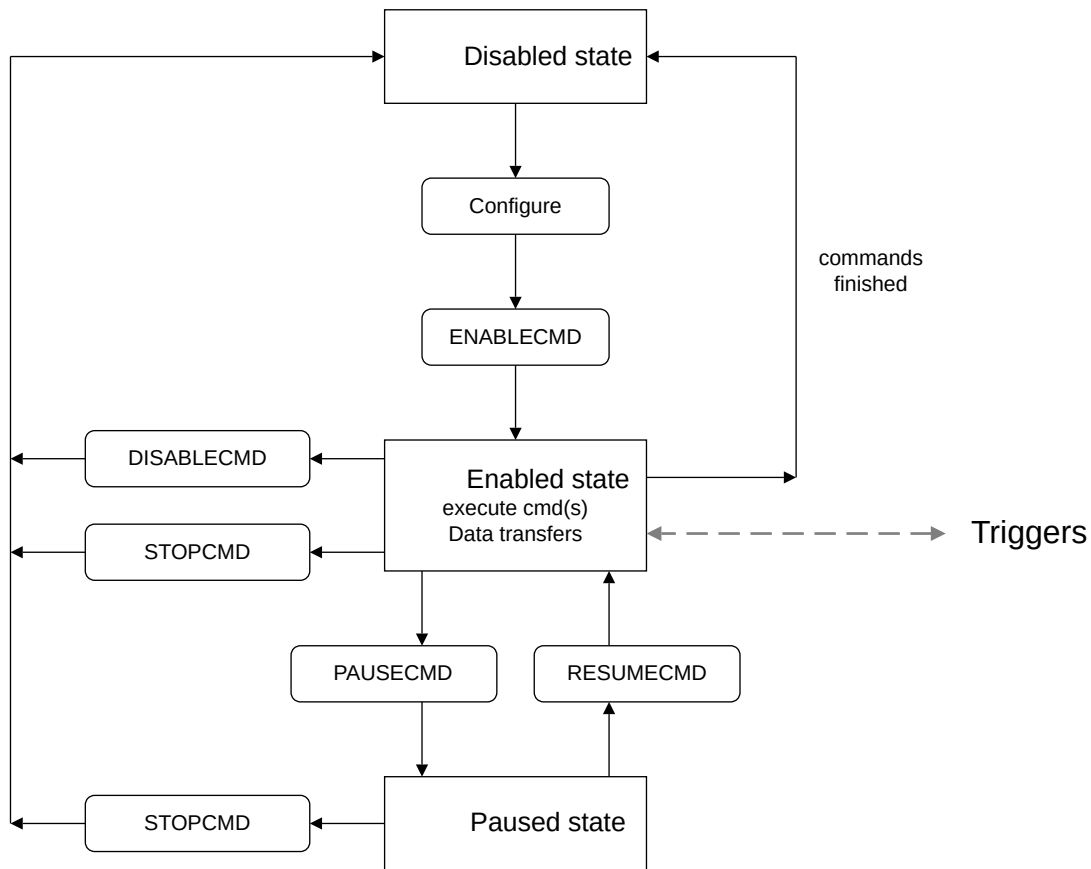 Disabled state
Configure
commands
finished
ENABLECMD
DISABLECMD
Enabled state
execute cmd(s)
Data transfers
Triggers
STOPCMD
PAUSECMD
RESUMECMD
STOPCMD
Paused state